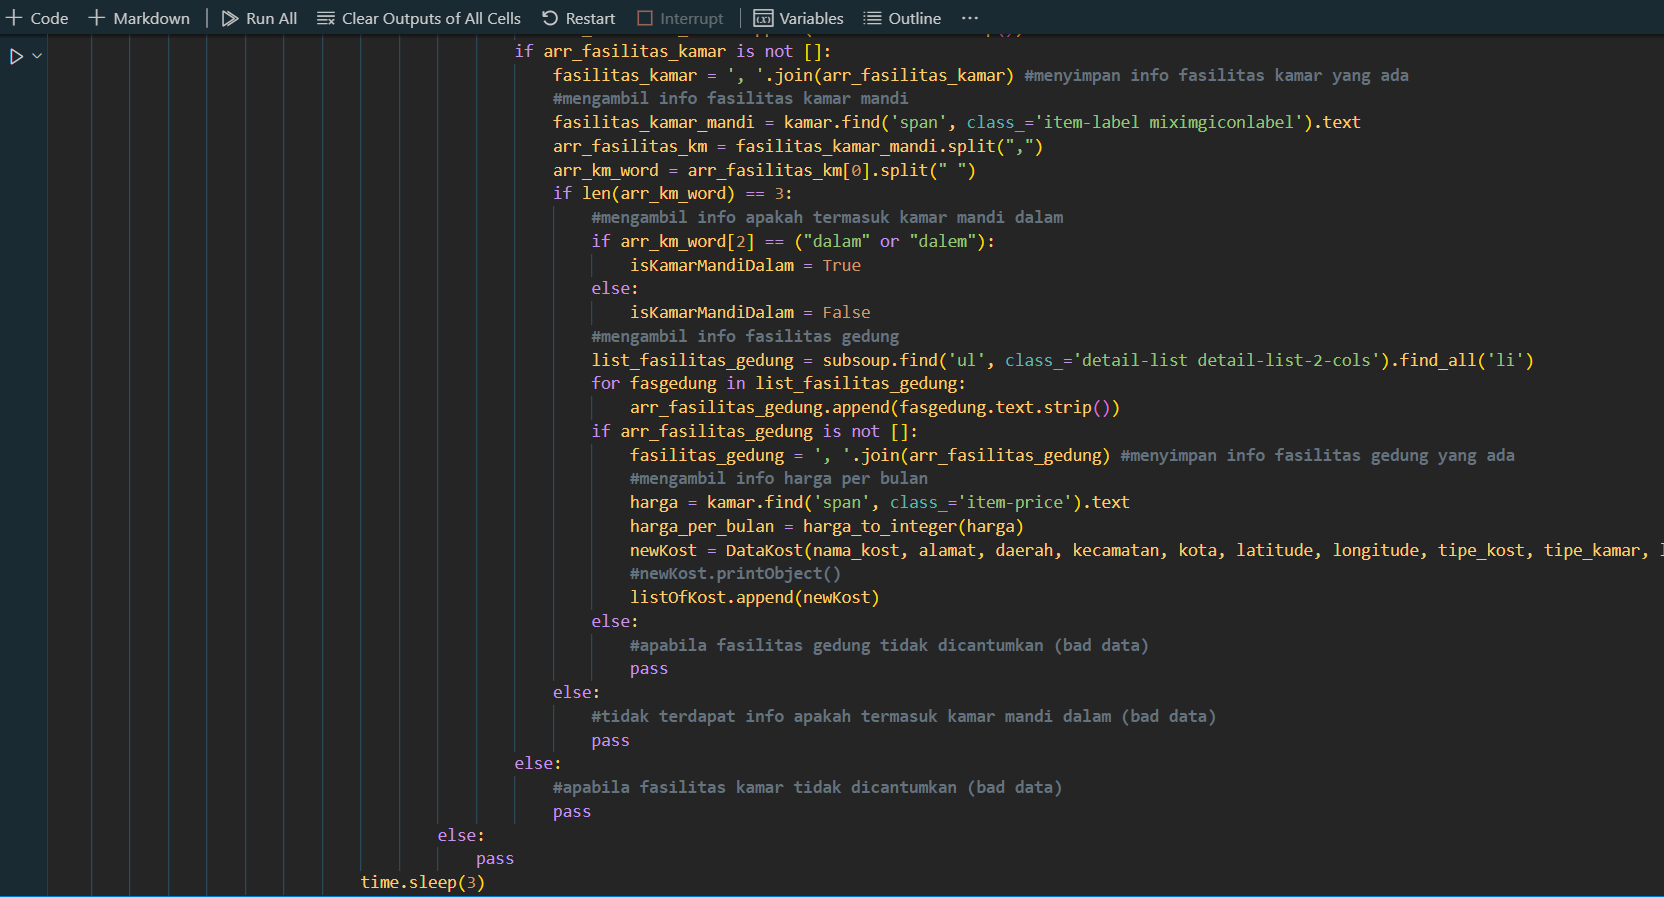 Code Markdown Run All Clear Outputs of All Cells Restart Interrupt Variables Outline ...
if arr_fasilitas_kamar is not []:
fasilitas_kamar = ', '.join(arr_fasilitas_kamar) #menyimpan info fasilitas kamar yang ada
#mengambil info fasilitas kamar mandi
fasilitas_kamar_mandi = kamar.find('span', class_='item-label miximgiconlabel').text
arr_fasilitas_km = fasilitas_kamar_mandi.split(",")
arr_km_word = arr_fasilitas_km[0].split(" ")
if len(arr_km_word) == 3:
#mengambil info apakah termasuk kamar mandi dalam
if arr_km_word[2] == ("dalam" or "dalem"):
isKamarMandiDalam = True
else:
isKamarMandiDalam = False
#mengambil info fasilitas gedung
list_fasilitas_gedung = subsoup.find('ul', class_='detail-list detail-list-2-cols').find_all('li')
for fasgedung in list_fasilitas_gedung:
arr_fasilitas_gedung.append(fasgedung.text.strip())
if arr_fasilitas_gedung is not []:
fasilitas_gedung = ', '.join(arr_fasilitas_gedung) #menyimpan info fasilitas gedung yang ada
#mengambil info harga per bulan
harga = kamar.find('span', class_='item-price').text
harga_per_bulan = harga_to_integer(harga)
newKost = DataKost(nama_kost, alamat, daerah, kecamatan, kota, latitude, longitude, tipe_kost, tipe_kamar,
#newKost.printObject()
listOfKost.append(newKost)
else:
#apabila fasilitas gedung tidak dicantumkan (bad data)
pass
else:
#tidak terdapat info apakah termasuk kamar mandi dalam (bad data)
pass
else:
#apabila fasilitas kamar tidak dicantumkan (bad data)
pass
else:
pass
time.sleep(3)